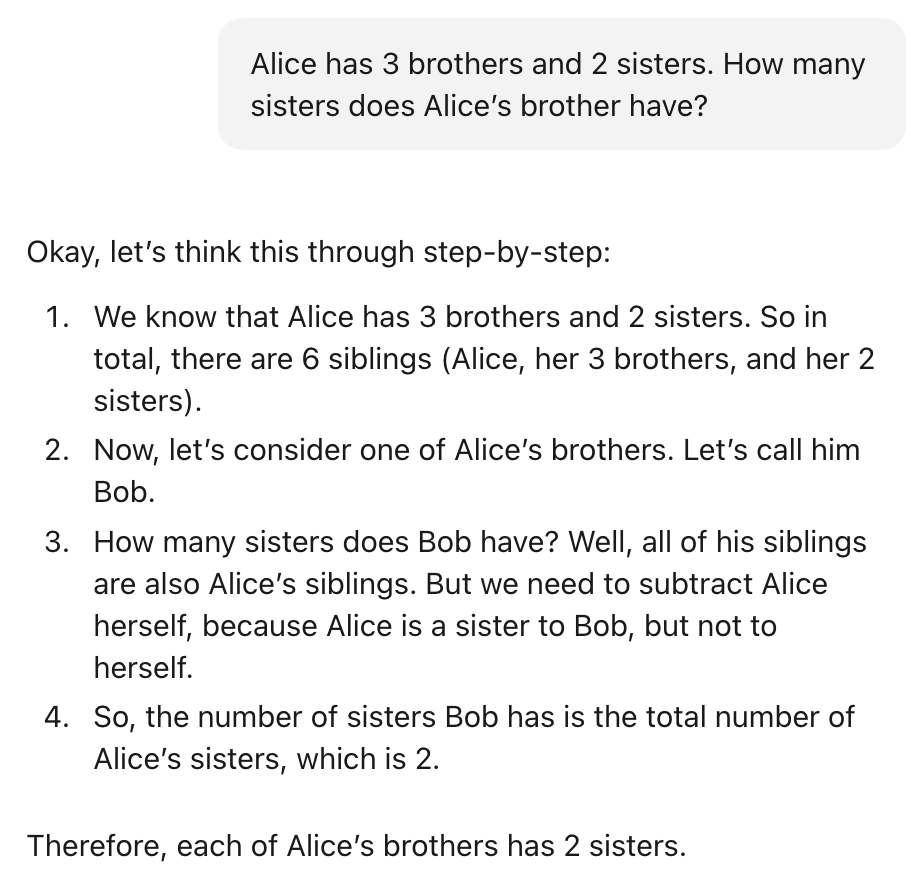 Alice has 3 brothers and 2 sisters. How many
sisters does Alice’s brother have?
Okay, let’s think this through step-by-step:
1. We know that Alice has 3 brothers and 2 sisters. So in
total, there are 6 siblings (Alice, her 3 brothers, and her 2
sisters).
2. Now, let’s consider one of Alice’s brothers. Let’s call him
Bob.
3. How many sisters does Bob have? Well, all of his siblings
are also Alice’s siblings. But we need to subtract Alice
herself, because Alice is a sister to Bob, but not to
herself.
4. So, the number of sisters Bob has is the total number of
Alice’s sisters, which is 2.
Therefore, each of Alice’s brothers has 2 sisters.